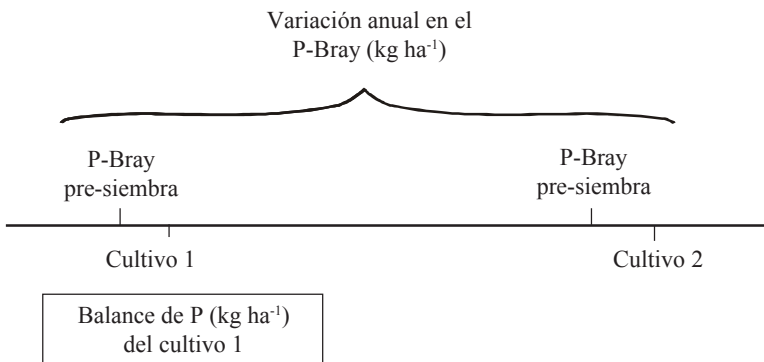 Variación anual en el
P-Bray (kg ha⁻¹)
P-Bray
pre-siembra
P-Bray
pre-siembra
Cultivo 1
Cultivo 2
Balance de P (kg ha⁻¹)
del cultivo 1